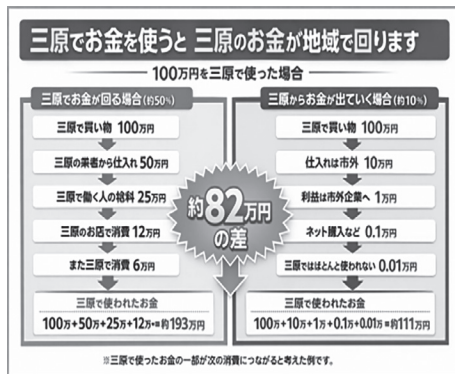 三原でお金を使うと 三原のお金が地域で回ります
100万円を三原で使った場合
三原でお金が回る場合(約50%)
三原で買い物 100万円
三原の業者から仕入れ 50万円
三原で働く人の給料 25万円
三原のお店で消費 12万円
また三原で消費 6万円
三原で使われたお金
100万+50万+25万+12万+≡約193万円
約82万円の差
三原からお金が出ていく場合(約10%)
三原で買い物 100万円
仕入れは市外 10万円
利益は市外企業へ 1万円
ネット購入など 0.1万円
三原ではほとんど使われない 0.01万円
三原で使われたお金
100万+10万+1万+0.1万+0.01万≡約111万円
※三原で使ったお金の一部が次の消費につながると考えた例です。